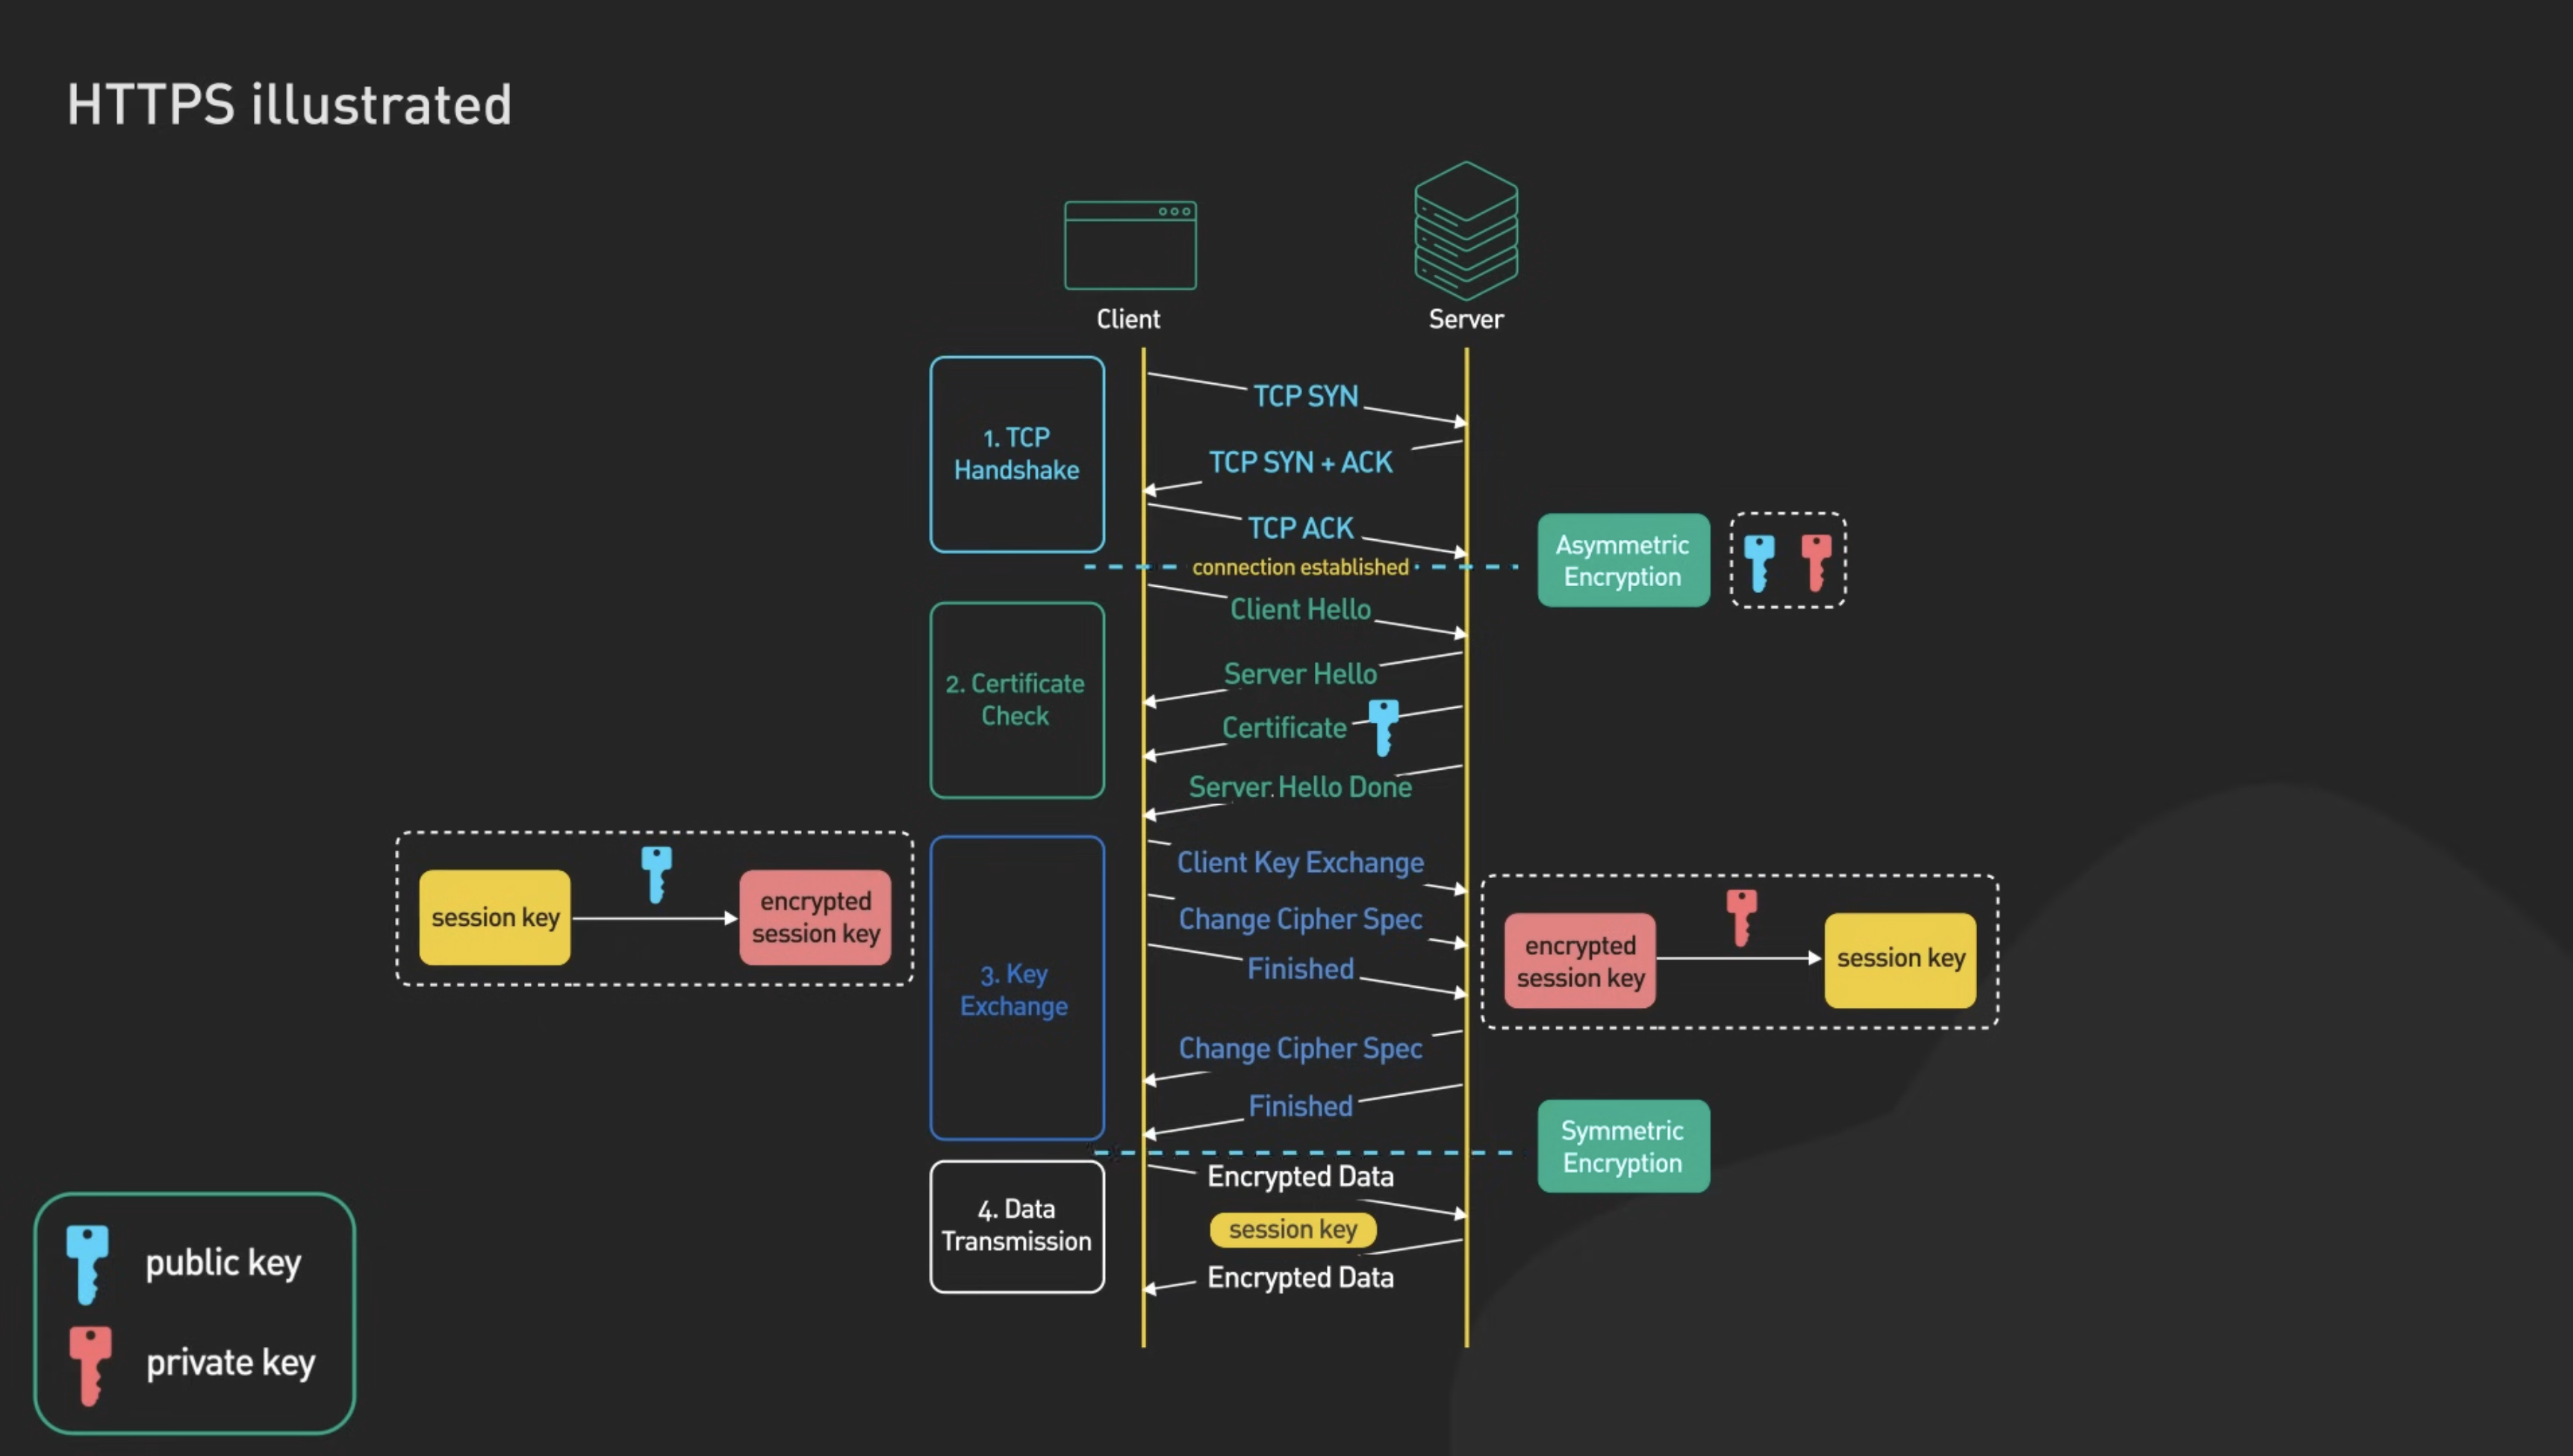 HTTPS illustrated
Client
Server
1. TCP
Handshake
TCP SYN
TCP SYN + ACK
TCP ACK
connection established
Asymmetric
Encryption
2. Certificate
Check
Client Hello
Server Hello
Certificate
Server Hello Done
session key
encrypted
session key
3. Key
Exchange
Client Key Exchange
Change Cipher Spec
Finished
Change Cipher Spec
Finished
encrypted
session key
session key
Symmetric
Encryption
4. Data
Transmission
Encrypted Data
session key
Encrypted Data
public key
private key